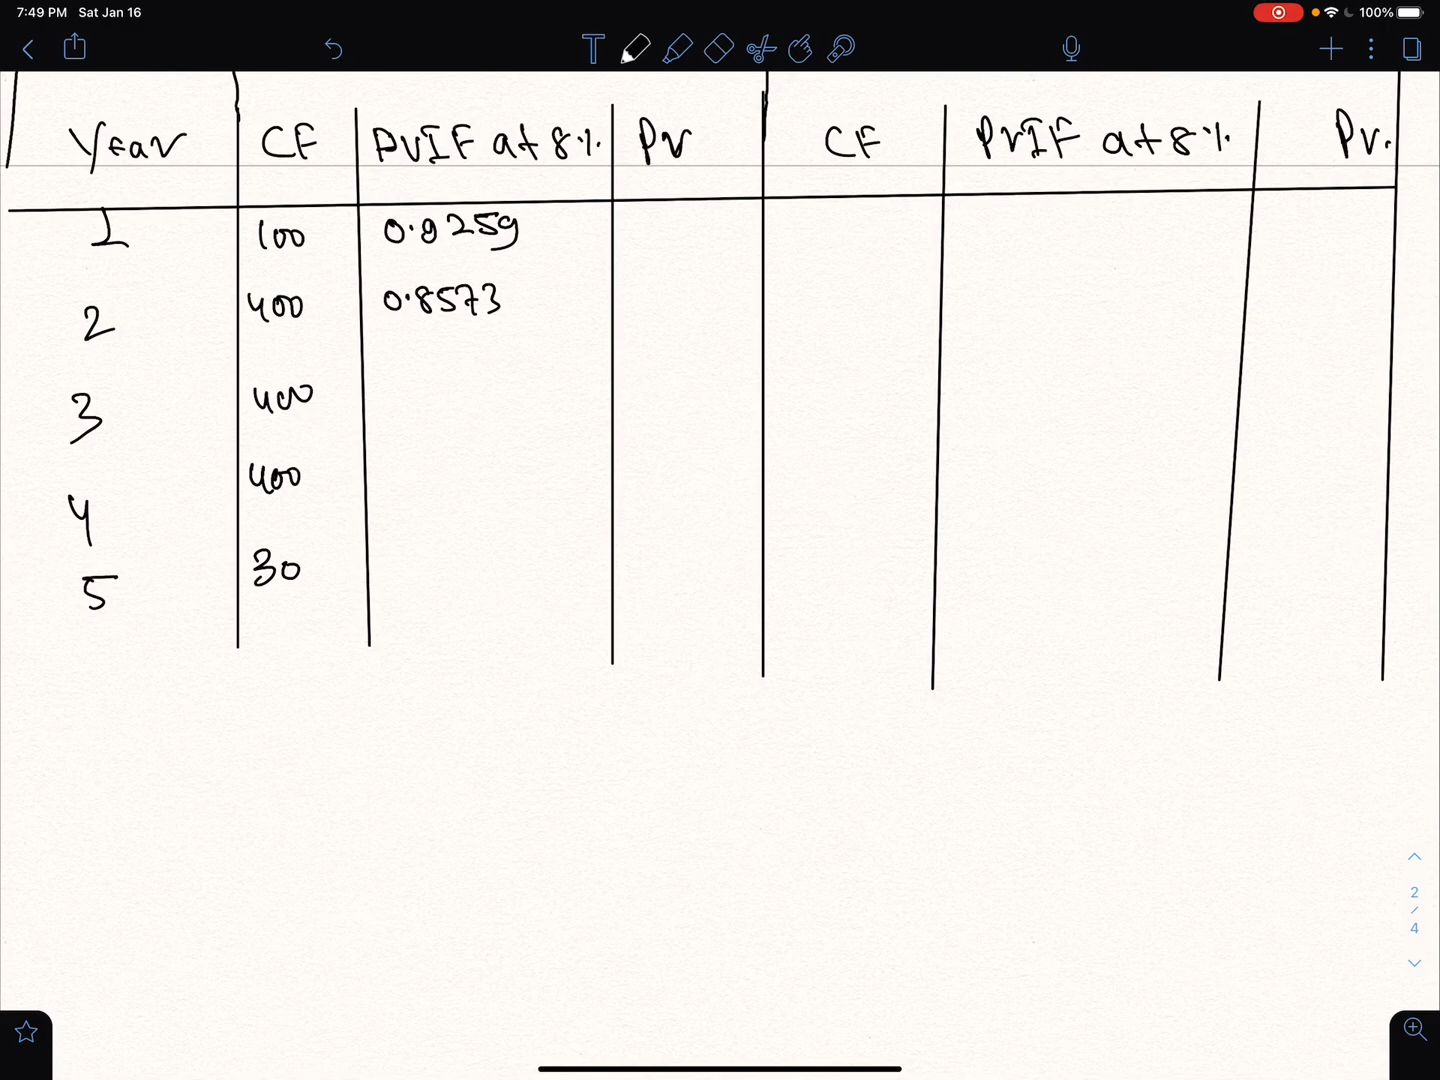 7:49 PM Sat Jan 16 100%
Year CF PVIF at 8% PV CF PVIF at 8% PV.
1 100 0.9259
2 400 0.8573
3 400
4 400
5 30
2
/
4